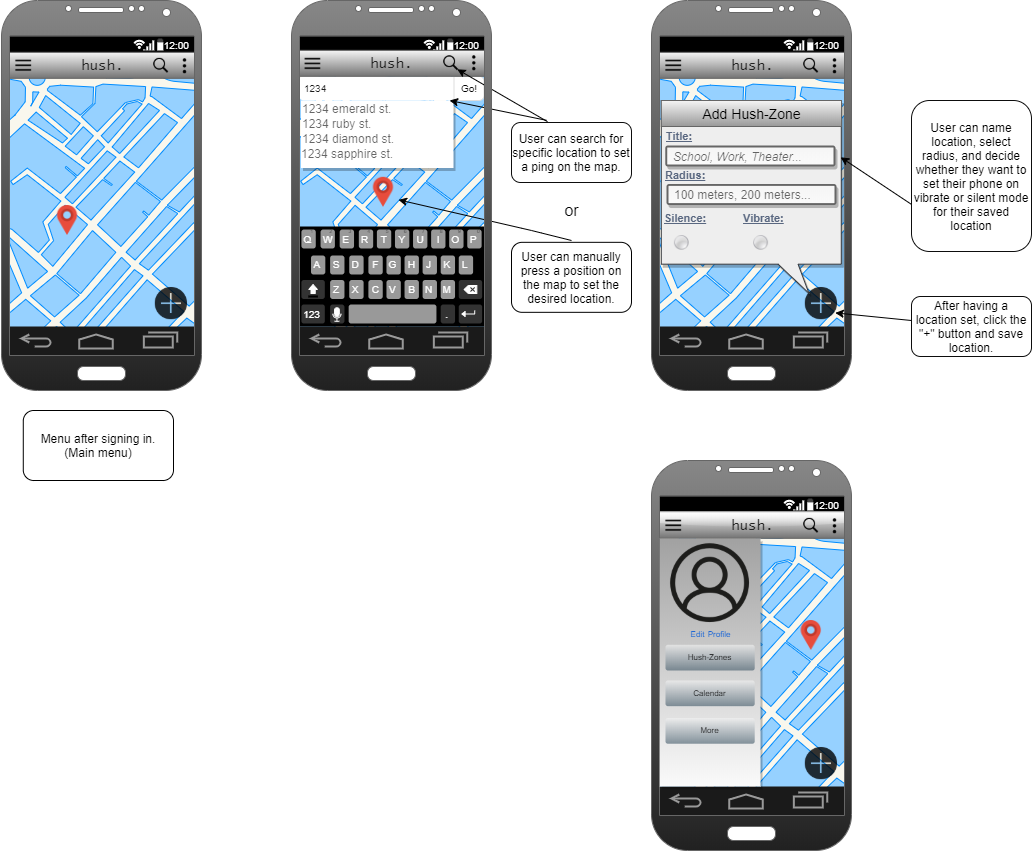 12:00
hush.
Menu after signing in.
(Main menu)
12:00
hush.
1234
Go!
1234 emerald st.
1234 ruby st.
1234 diamond st.
1234 sapphire st.
Q W E R T Y U I O P
A S D F G H J K L
Z X C V B N M
123 .
User can search for
specific location to set
a ping on the map.
or
User can manually
press a position on
the map to set the
desired location.
12:00
hush.
Add Hush-Zone
Title:
School, Work, Theater...
Radius:
100 meters, 200 meters...
Silence: Vibrate:
User can name
location, select
radius, and decide
whether they want to
set their phone on
vibrate or silent mode
for their saved
location
After having a
location set, click the
"+" button and save
location.
12:00
hush.
Edit Profile
Hush-Zones
Calendar
More